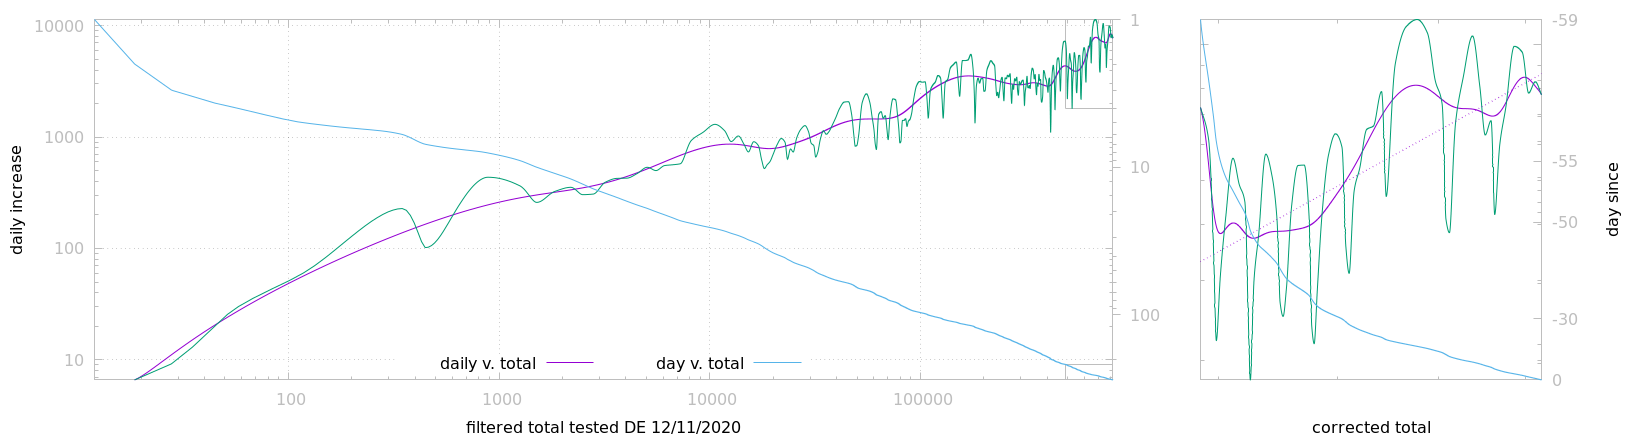 10000
1000
100
10
daily increase
daily v. total
day v. total
100
1000
10000
100000
filtered total tested DE 12/11/2020
1
10
100
-59
-55
-50
-30
0
day since
corrected total